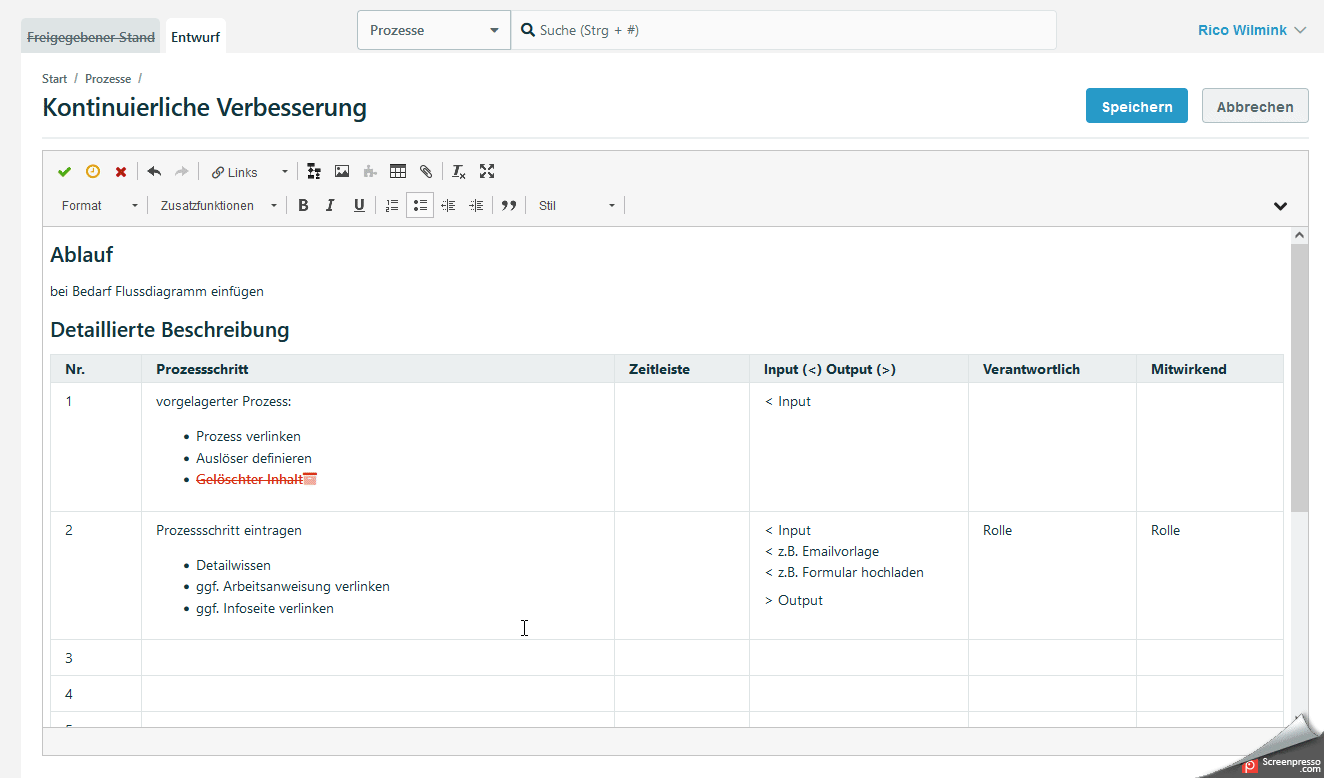 Freigegebener Stand
Entwurf
Prozesse
Suche (Strg + #)
Rico Wilmink
Start / Prozesse /
Kontinuierliche Verbesserung
Speichern
Abbrechen
Links
Format
Zusatzfunktionen
B I U
Stil
Ablauf
bei Bedarf Flussdiagramm einfügen
Detaillierte Beschreibung
Nr. Prozessschritt Zeitleiste Input (<) Output (>) Verantwortlich Mitwirkend
1
vorgelagerter Prozess:
• Prozess verlinken
• Auslöser definieren
• Gelöschter Inhalt
< Input
2
Prozessschritt eintragen
• Detailwissen
• ggf. Arbeitsanweisung verlinken
• ggf. Infoseite verlinken
< Input
< z.B. Emailvorlage
< z.B. Formular hochladen
> Output
Rolle
Rolle
3
4
Screenpresso
.com